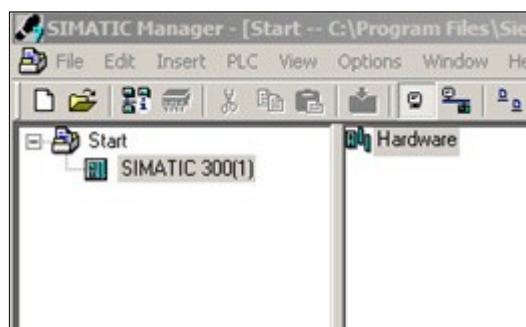 SIMATIC Manager - [Start -- C:\Program Files\Sie
File Edit Insert PLC View Options Window He
Start
SIMATIC 300(1)
Hardware